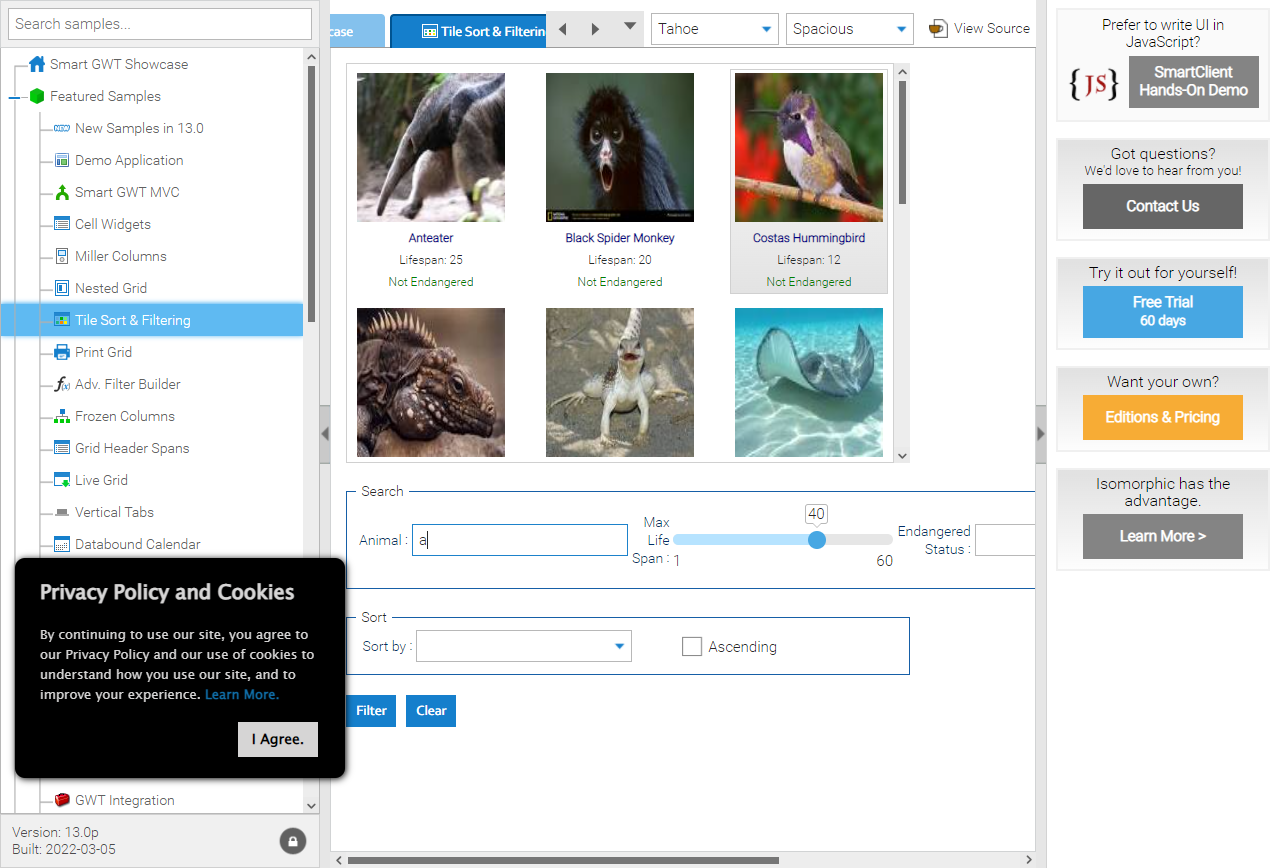 Search samples...
Smart GWT Showcase
Featured Samples
New Samples in 13.0
Demo Application
Smart GWT MVC
Cell Widgets
Miller Columns
Nested Grid
Tile Sort & Filtering
Print Grid
Adv. Filter Builder
Frozen Columns
Grid Header Spans
Live Grid
Vertical Tabs
Databound Calendar
GWT Integration
Version: 13.0p
Built: 2022-03-05
Privacy Policy and Cookies
By continuing to use our site, you agree to
our Privacy Policy and our use of cookies to
understand how you use our site, and to
improve your experience. Learn More.
I Agree.
case
Tile Sort & Filterin
Tahoe
Spacious
View Source
Anteater
Lifespan: 25
Not Endangered
Black Spider Monkey
Lifespan: 20
Not Endangered
Costas Hummingbird
Lifespan: 12
Not Endangered
Search
Animal :
a
Max
Life
Span :
40
1
60
Endangered
Status :
Sort
Sort by :
Ascending
Filter
Clear
Prefer to write UI in
JavaScript?
{JS}
SmartClient
Hands-On Demo
Got questions?
We'd love to hear from you!
Contact Us
Try it out for yourself!
Free Trial
60 days
Want your own?
Editions & Pricing
Isomorphic has the
advantage.
Learn More >